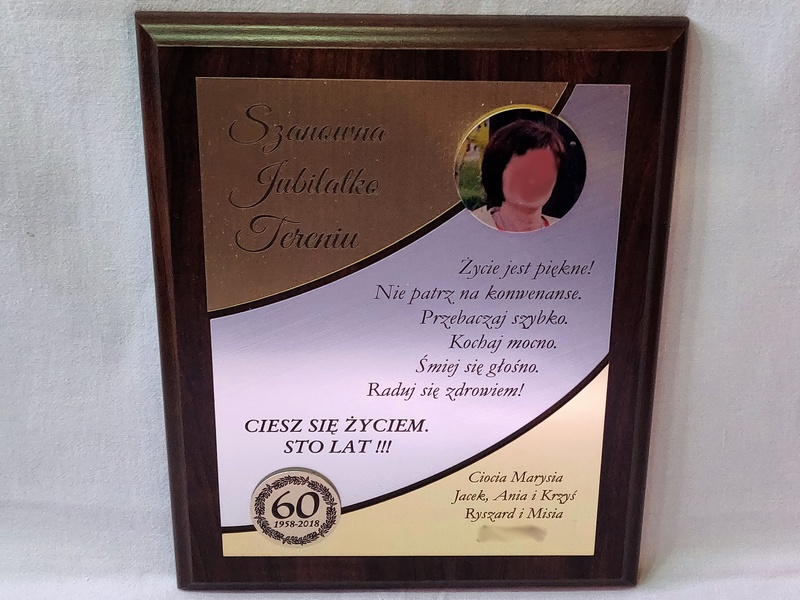 Szanowna
Jubilatko
Tereniu
Życie jest piękne!
Nie patrz na konwenanse.
Przebaczaj szybko.
Kochaj mocno.
Śmiej się głośno.
Raduj się zdrowiem!
CIESZ SIĘ ŻYCIEM.
STO LAT !!!
Ciocia Marysia
Jacek, Ania i Krzyś
Ryszard i Misia
60
1958-2018